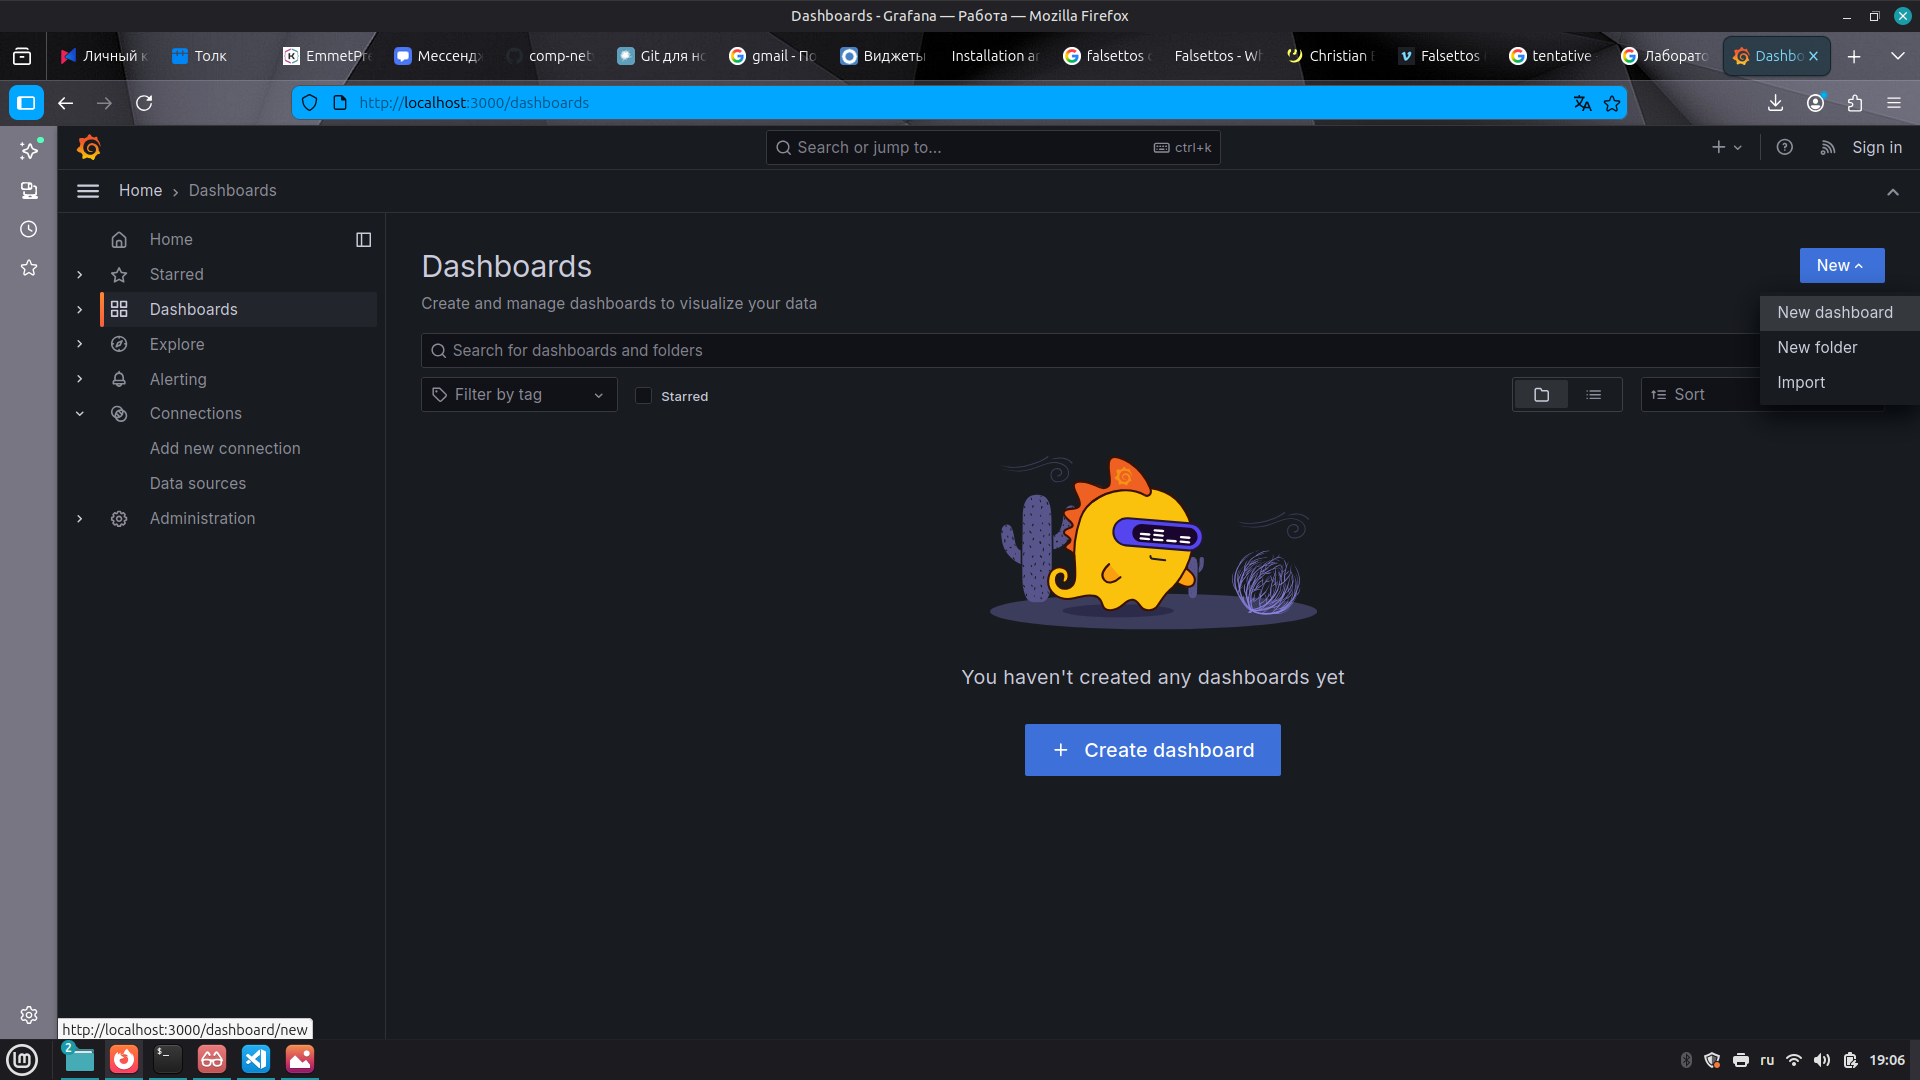 Dashboards - Grafana — Работа — Mozilla Firefox
Личный к
Толк
EmmetPre
Мессендж
comp-net
Git для но
gmail - По
Виджеты
Installation an
falsettos
Falsettos - Wh
Christian
Falsettos
tentative
Лаборато
Dashbo
http://localhost:3000/dashboards
Search or jump to...
ctrl+k
Sign in
Home › Dashboards
Home
Starred
Dashboards
Explore
Alerting
Connections
Add new connection
Data sources
Administration
Dashboards
Create and manage dashboards to visualize your data
New
New dashboard
New folder
Import
Search for dashboards and folders
Filter by tag
Starred
Sort
You haven't created any dashboards yet
Create dashboard
http://localhost:3000/dashboard/new
2
ru
19:06